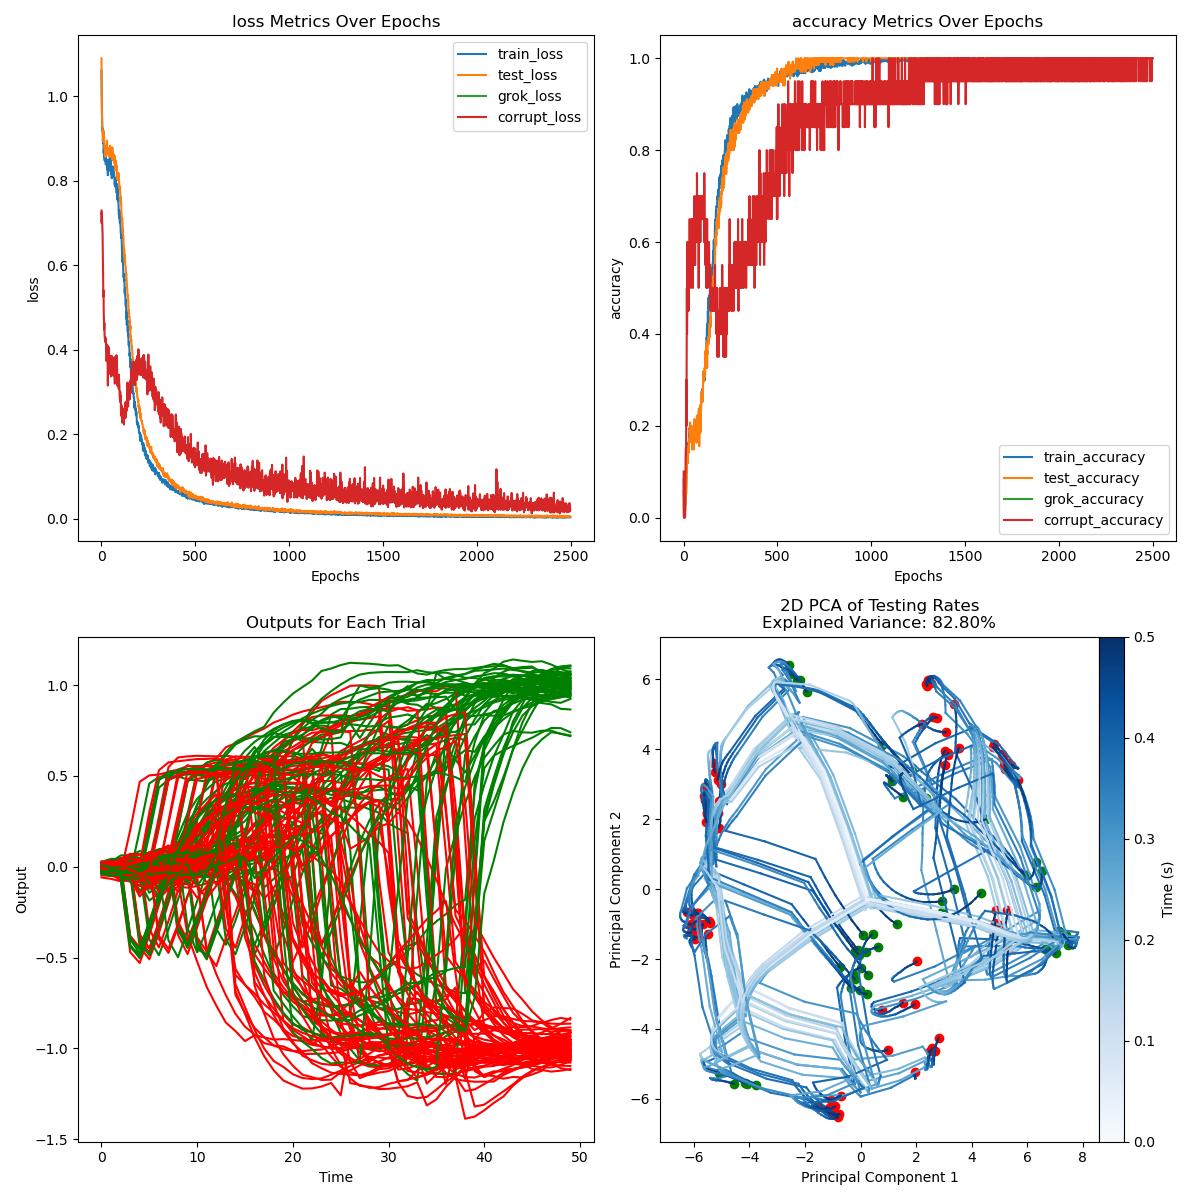 loss Metrics Over Epochs
loss
1.0
0.8
0.6
0.4
0.2
0.0
train_loss
test_loss
grok_loss
corrupt_loss
0
500
1000
1500
2000
2500
Epochs
accuracy Metrics Over Epochs
accuracy
1.0
0.8
0.6
0.4
0.2
0.0
train_accuracy
test_accuracy
grok_accuracy
corrupt_accuracy
0
500
1000
1500
2000
2500
Epochs
Outputs for Each Trial
Output
1.0
0.5
0.0
−0.5
−1.0
−1.5
0
10
20
30
40
50
Time
2D PCA of Testing Rates
Explained Variance: 82.80%
Principal Component 2
6
4
2
0
−2
−4
−6
−6
−4
−2
0
2
4
6
8
Principal Component 1
0.5
0.4
0.3
0.2
0.1
0.0
Time (s)